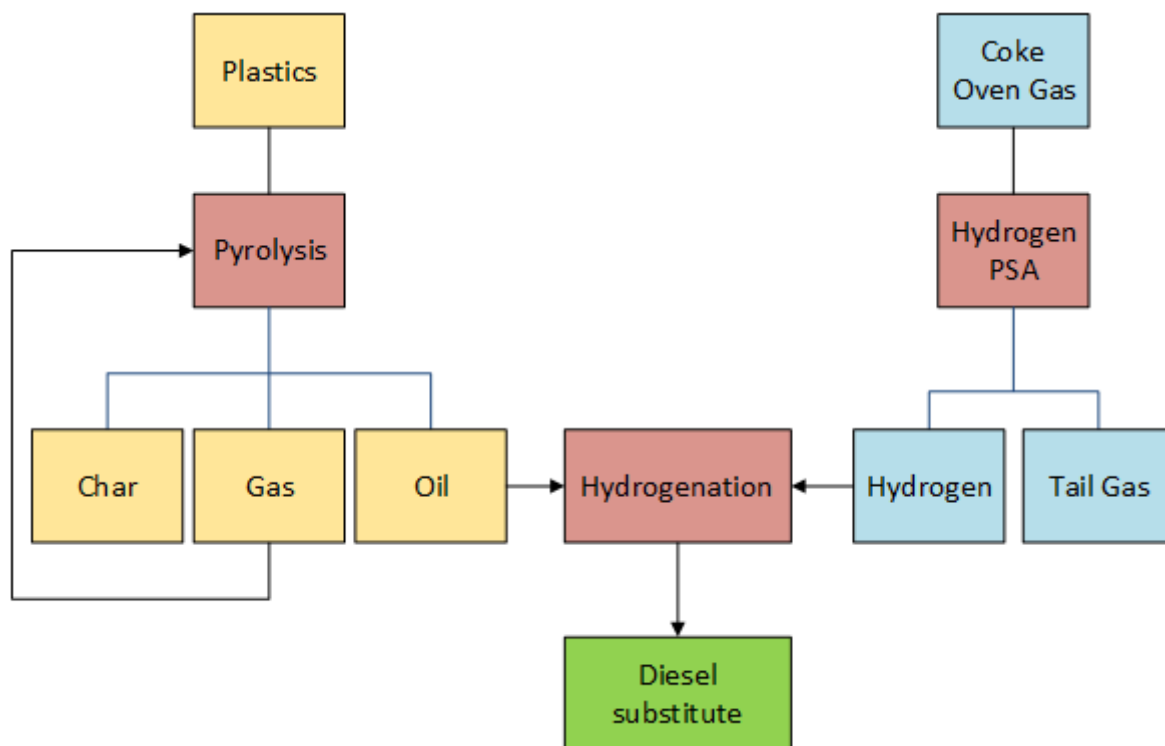 Plastics
Coke
Oven Gas
Pyrolysis
Hydrogen
PSA
Char
Gas
Oil
Hydrogenation
Hydrogen
Tail Gas
Diesel
substitute